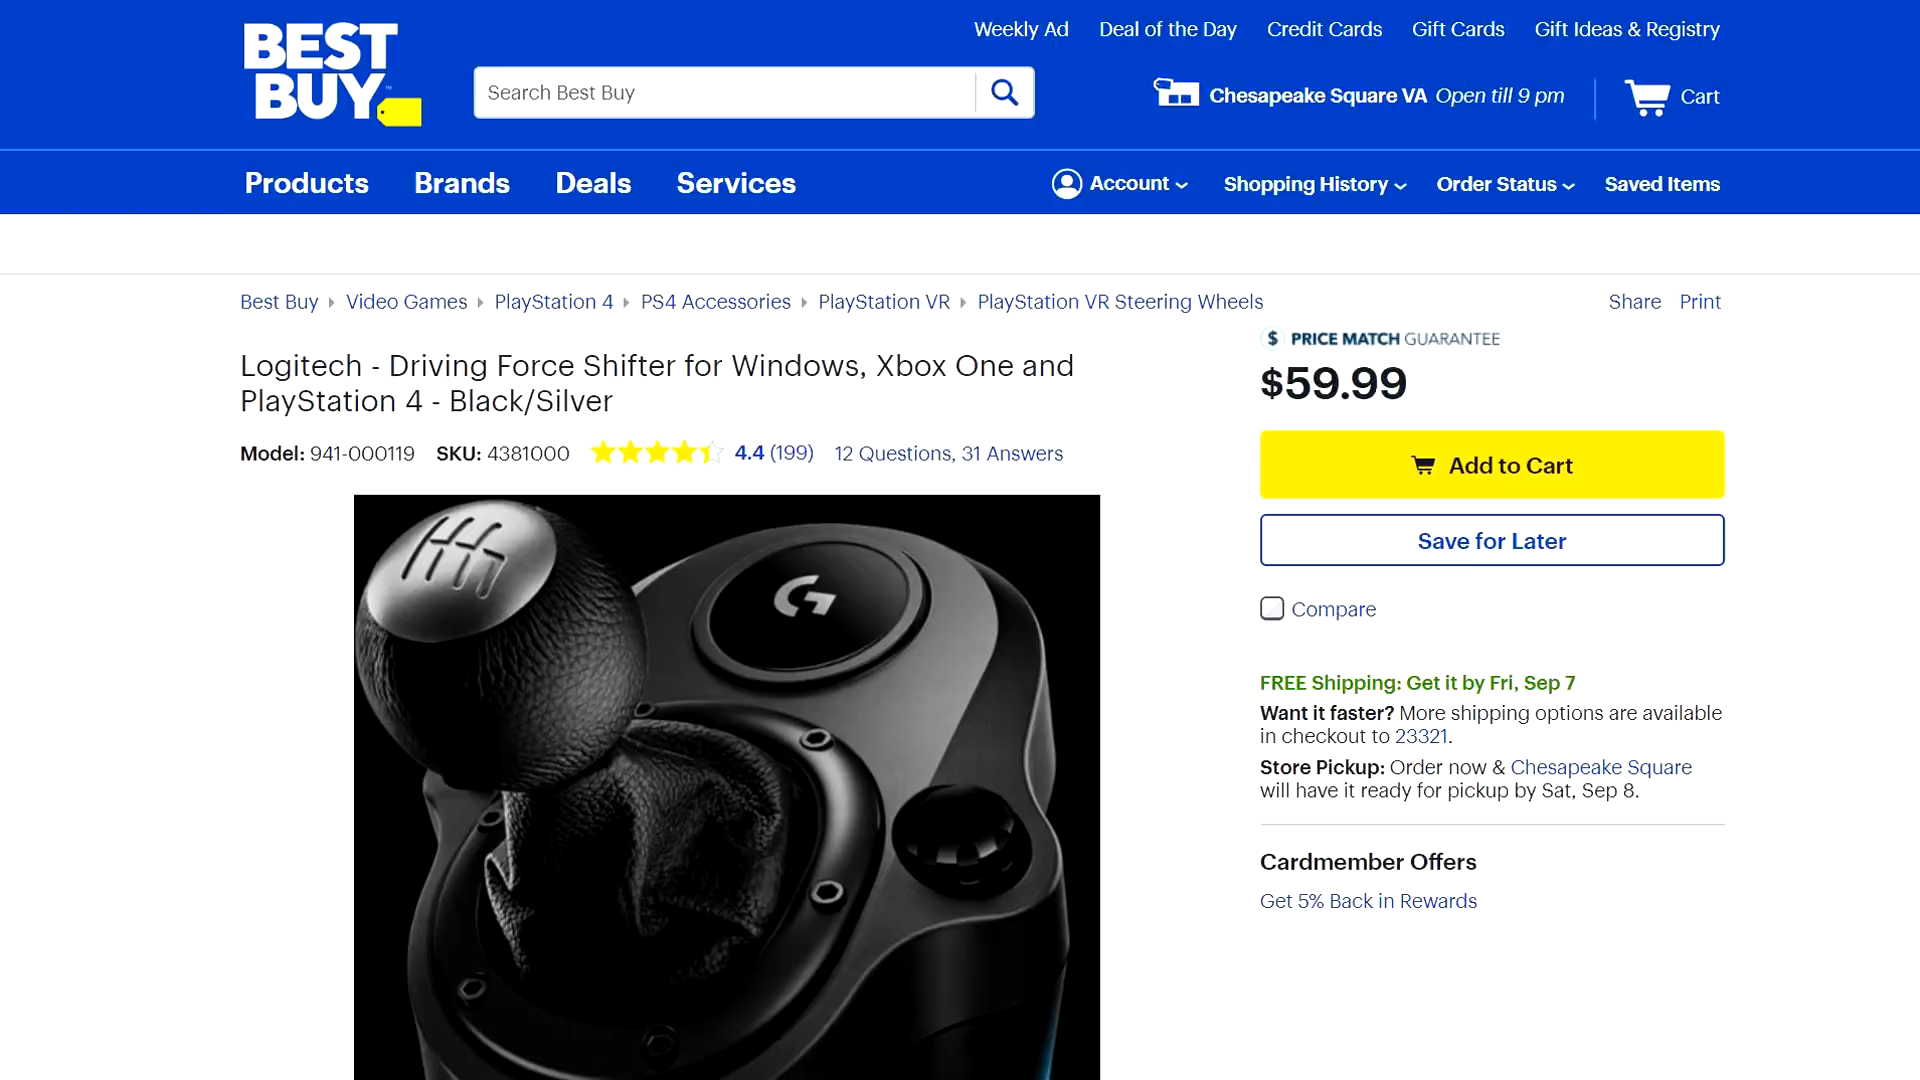 BEST
BUY
Weekly Ad Deal of the Day Credit Cards Gift Cards Gift Ideas & Registry
Search Best Buy
Chesapeake Square VA Open till 9 pm
Cart
Products Brands Deals Services
Account Shopping History Order Status Saved Items
Best Buy Video Games PlayStation 4 PS4 Accessories PlayStation VR PlayStation VR Steering Wheels
Share Print
Logitech - Driving Force Shifter for Windows, Xbox One and
PlayStation 4 - Black/Silver
Model: 941-000119 SKU: 4381000 4.4 (199) 12 Questions, 31 Answers
$ PRICE MATCH GUARANTEE
$59.99
Add to Cart
Save for Later
Compare
FREE Shipping: Get it by Fri, Sep 7
Want it faster? More shipping options are available
in checkout to 23321.
Store Pickup: Order now & Chesapeake Square
will have it ready for pickup by Sat, Sep 8.
Cardmember Offers
Get 5% Back in Rewards
G